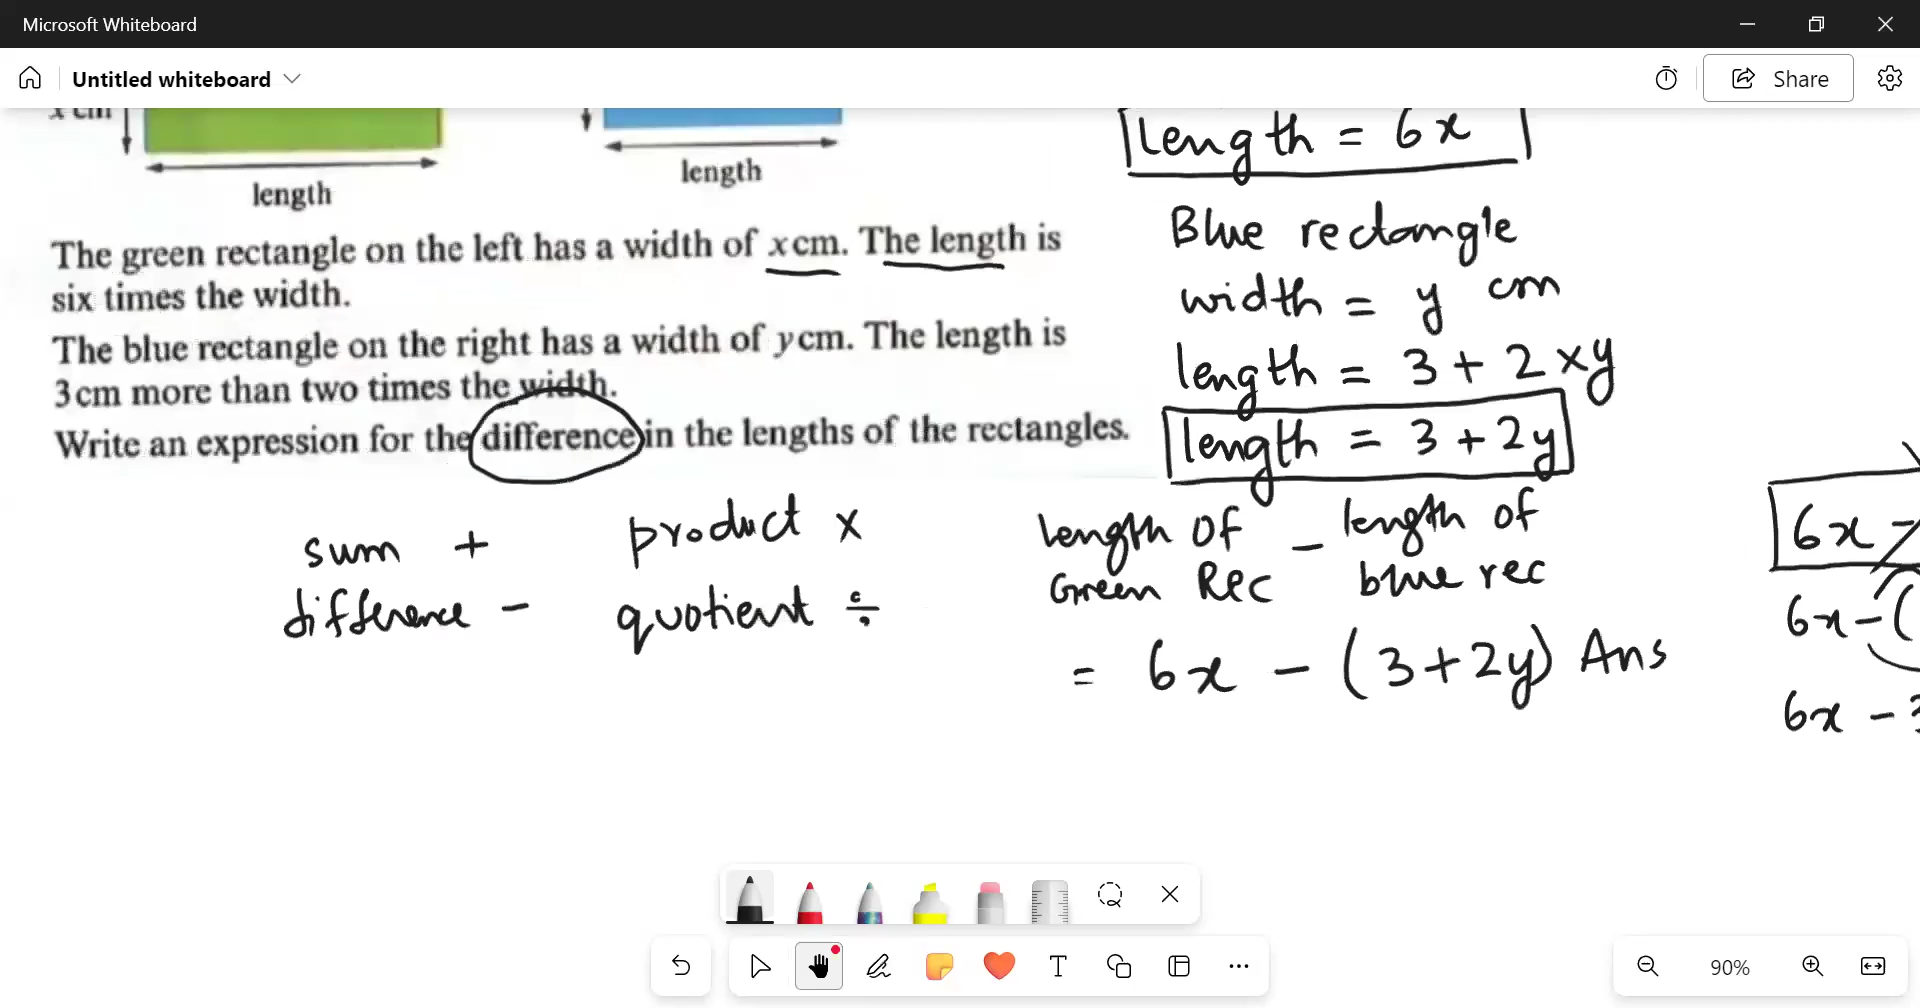 Microsoft Whiteboard
Untitled whiteboard
Share
x cm
length
length
The green rectangle on the left has a width of x cm. The length is
six times the width.
The blue rectangle on the right has a width of y cm. The length is
3 cm more than two times the width.
Write an expression for the difference in the lengths of the rectangles.
sum +
difference -
product x
quotient ÷
length = 6x
Blue rectangle
width = y cm
length = 3 + 2 x y
length = 3 + 2y
length of Green Rec - length of blue rec
= 6x - (3+2y) Ans
6x -
6x - (
6x - 3
T
90%